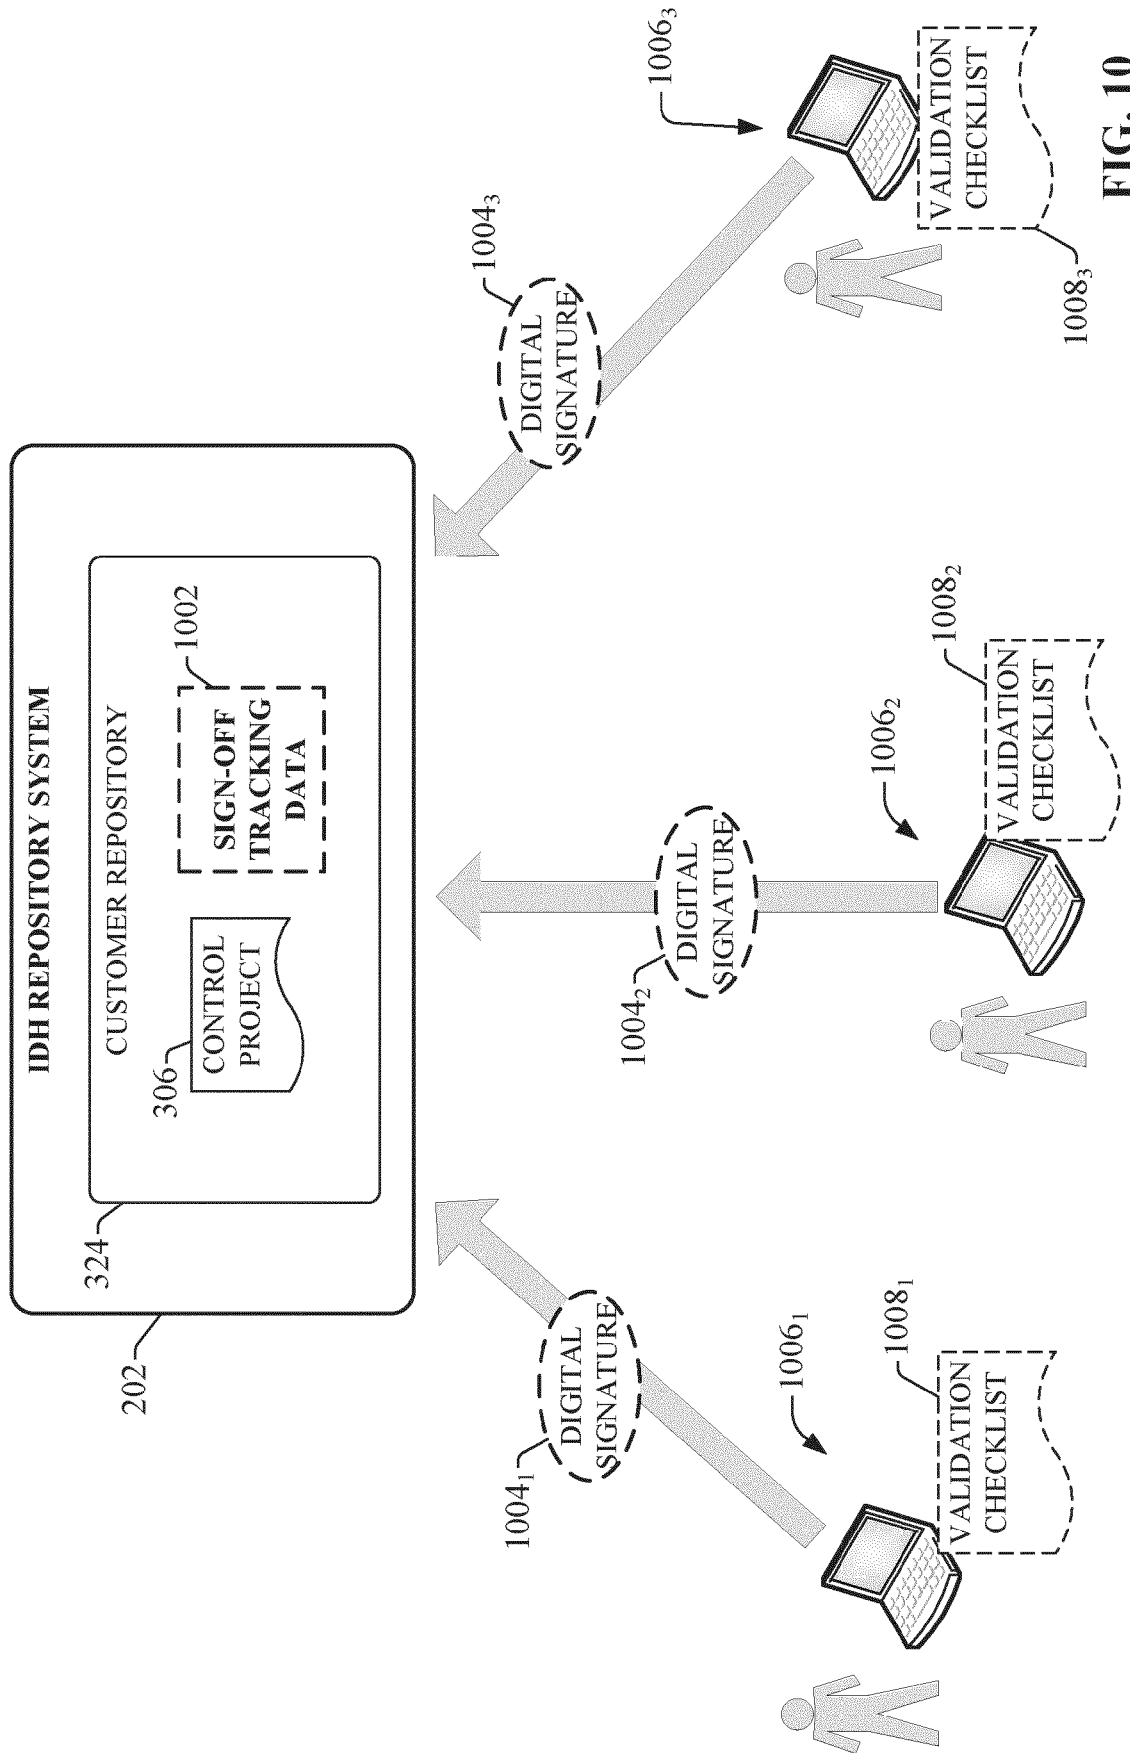 IDH REPOSITORY SYSTEM
202
CUSTOMER REPOSITORY
324
306
CONTROL
PROJECT
1002
SIGN-OFF
TRACKING
DATA
1004₁
DIGITAL
SIGNATURE
1004₂
DIGITAL
SIGNATURE
1004₃
DIGITAL
SIGNATURE
1006₁
1008₁
VALIDATION
CHECKLIST
1006₂
1008₂
VALIDATION
CHECKLIST
1006₃
1008₃
VALIDATION
CHECKLIST
FIG. 10